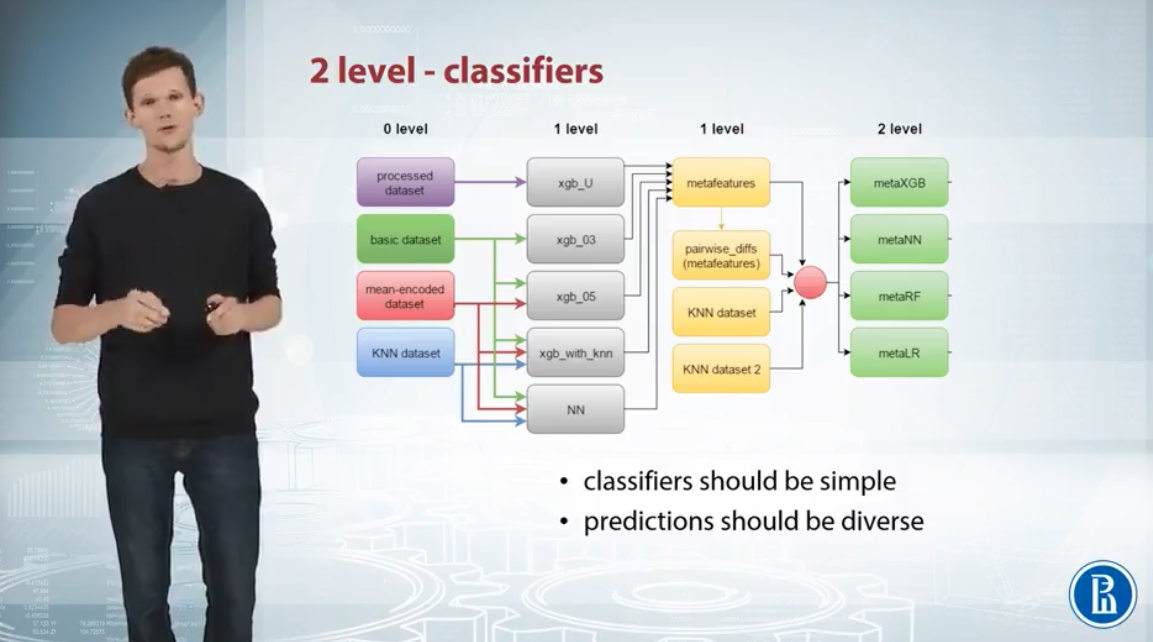 2 level - classifiers
0 level
1 level
1 level
2 level
processed
dataset
basic dataset
mean-encoded
dataset
KNN dataset
xgb_U
xgb_03
xgb_05
xgb_with_knn
NN
metafeatures
pairwise_diffs
(metafeatures)
KNN dataset
KNN dataset 2
metaXGB
metaNN
metaRF
metaLR
• classifiers should be simple
• predictions should be diverse